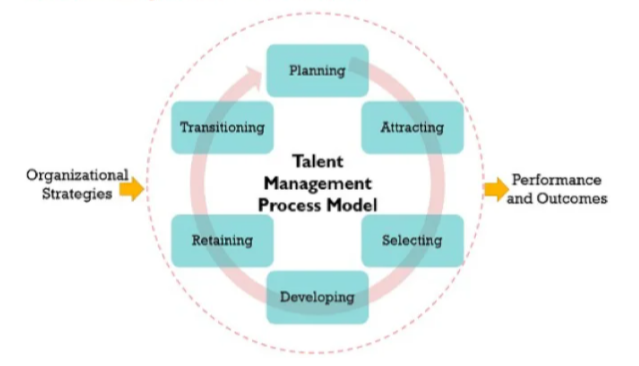 Planning
Transitioning
Attracting
Talent
Management
Process Model
Organizational
Strategies
Performance
and Outcomes
Retaining
Selecting
Developing